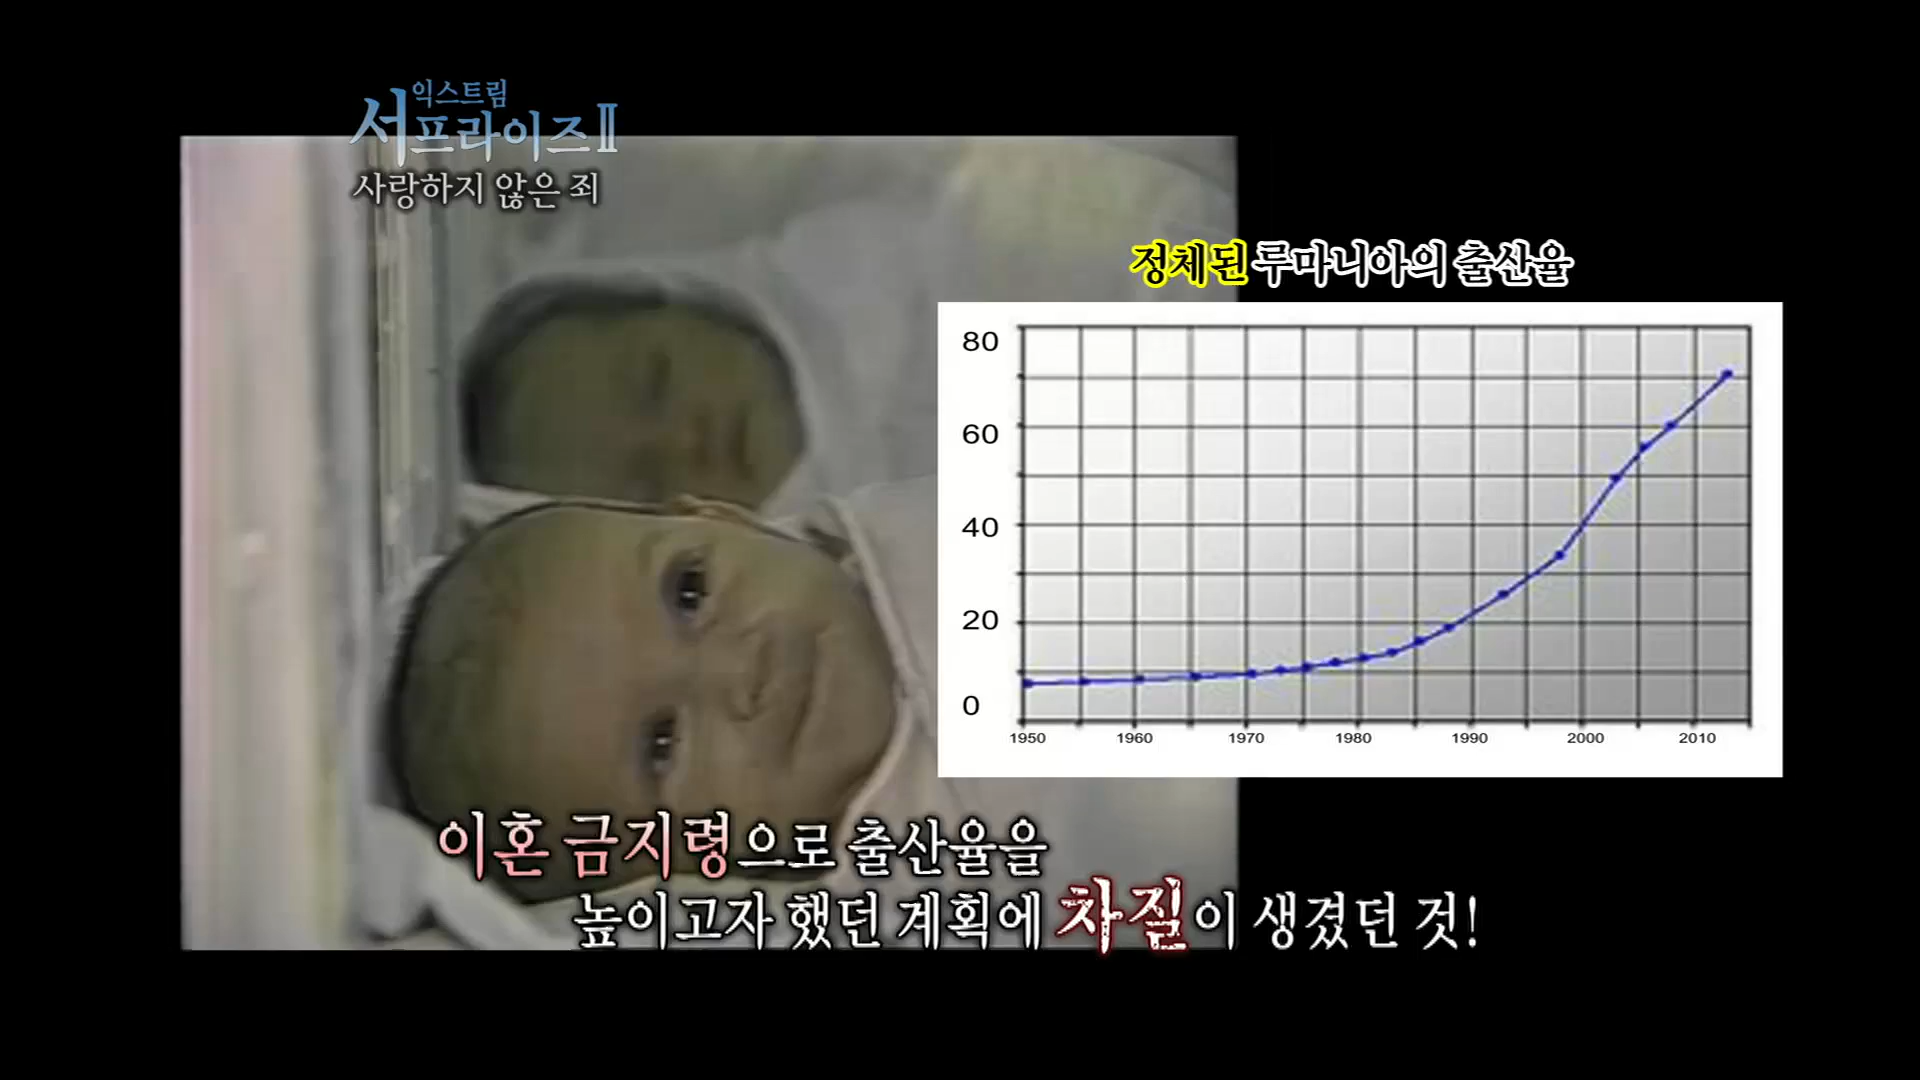 익스트림
서프라이즈Ⅱ
사랑하지 않은 죄
정체된 루마니아의 출산율
80
60
40
20
0
1950 1960 1970 1980 1990 2000 2010
이혼 금지령으로 출산율을
높이고자 했던 계획에 차질이 생겼던 것!